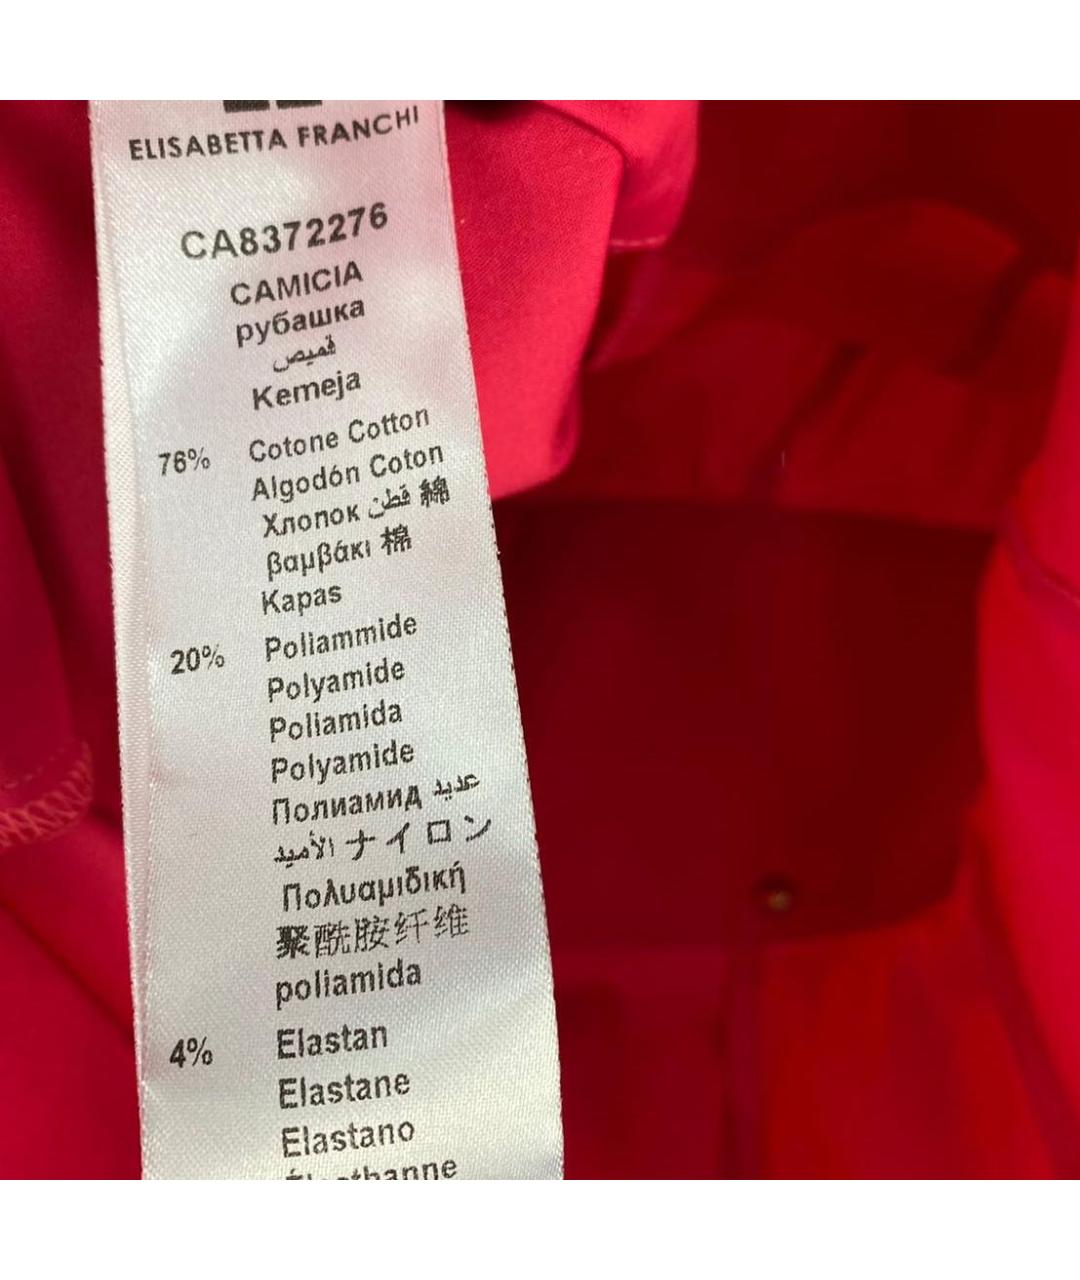 ELISABETTA FRANCHI
CA8372276
CAMICIA
рубашка
قميص
Kemeja
76% Cotone Cotton
Algodón Coton
Хлопок قطن 綿
βαμβάκι 棉
Kapas
20% Poliammide
Polyamide
Poliamida
Polyamide
Полиамид عديد
الأميد ナイロン
Πολυαμιδική
聚酰胺纤维
poliamida
4% Elastan
Elastane
Elastano
Élasthanne